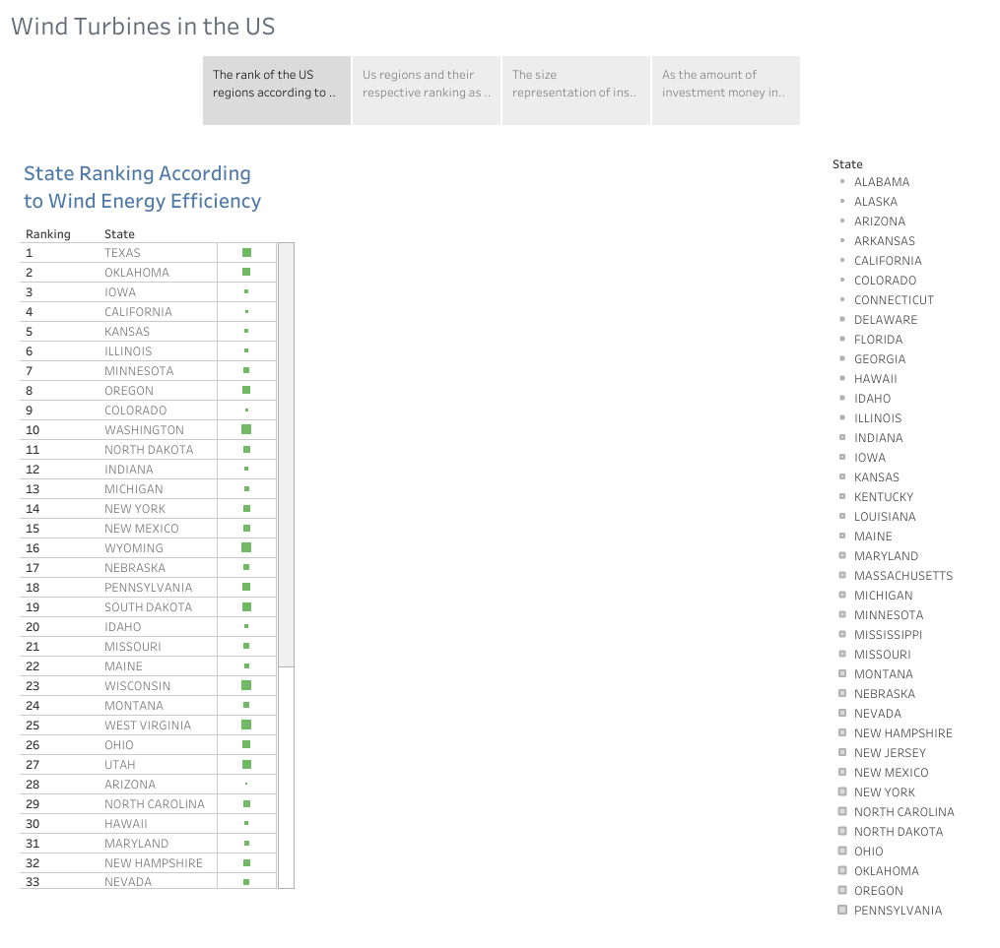 Wind Turbines in the US
The rank of the US
regions according to ..
Us regions and their
respective ranking as ..
The size
representation of ins..
As the amount of
investment money in..
State Ranking According
to Wind Energy Efficiency
Ranking State
1 TEXAS
2 OKLAHOMA
3 IOWA
4 CALIFORNIA
5 KANSAS
6 ILLINOIS
7 MINNESOTA
8 OREGON
9 COLORADO
10 WASHINGTON
11 NORTH DAKOTA
12 INDIANA
13 MICHIGAN
14 NEW YORK
15 NEW MEXICO
16 WYOMING
17 NEBRASKA
18 PENNSYLVANIA
19 SOUTH DAKOTA
20 IDAHO
21 MISSOURI
22 MAINE
23 WISCONSIN
24 MONTANA
25 WEST VIRGINIA
26 OHIO
27 UTAH
28 ARIZONA
29 NORTH CAROLINA
30 HAWAII
31 MARYLAND
32 NEW HAMPSHIRE
33 NEVADA
State
ALABAMA
ALASKA
ARIZONA
ARKANSAS
CALIFORNIA
COLORADO
CONNECTICUT
DELAWARE
FLORIDA
GEORGIA
HAWAII
IDAHO
ILLINOIS
INDIANA
IOWA
KANSAS
KENTUCKY
LOUISIANA
MAINE
MARYLAND
MASSACHUSETTS
MICHIGAN
MINNESOTA
MISSISSIPPI
MISSOURI
MONTANA
NEBRASKA
NEVADA
NEW HAMPSHIRE
NEW JERSEY
NEW MEXICO
NEW YORK
NORTH CAROLINA
NORTH DAKOTA
OHIO
OKLAHOMA
OREGON
PENNSYLVANIA